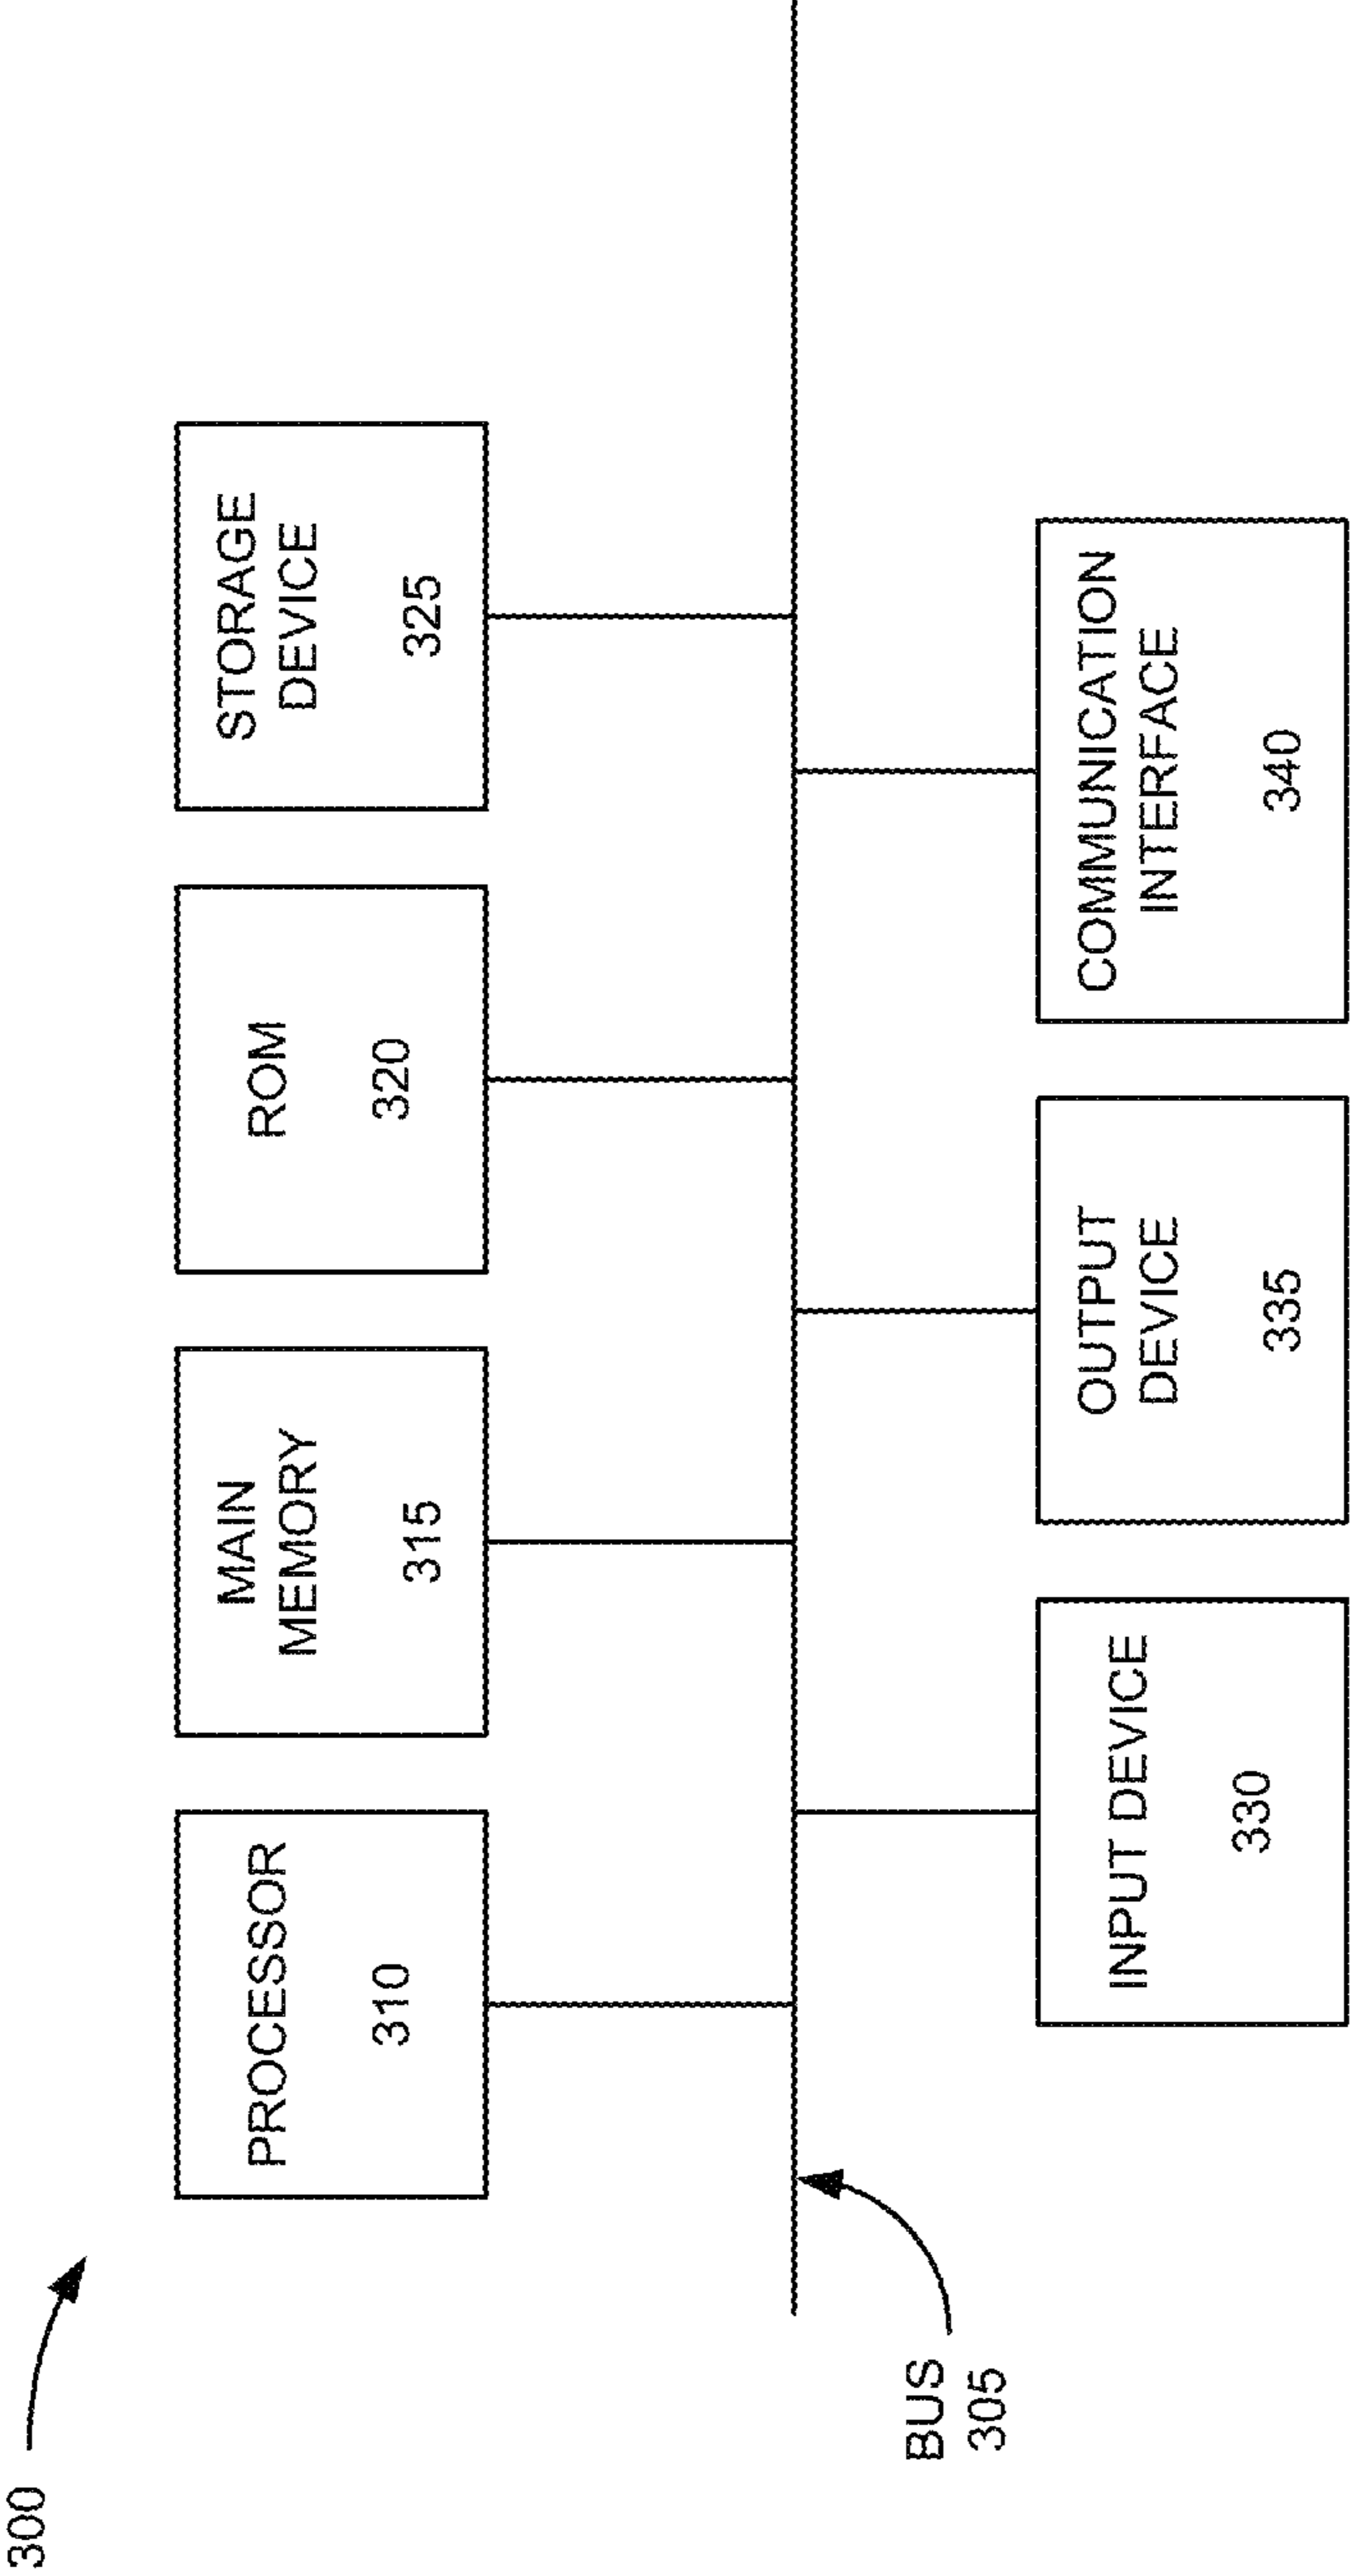 300
PROCESSOR
310
MAIN
MEMORY
315
ROM
320
STORAGE
DEVICE
325
BUS
305
INPUT DEVICE
330
OUTPUT
DEVICE
335
COMMUNICATION
INTERFACE
340